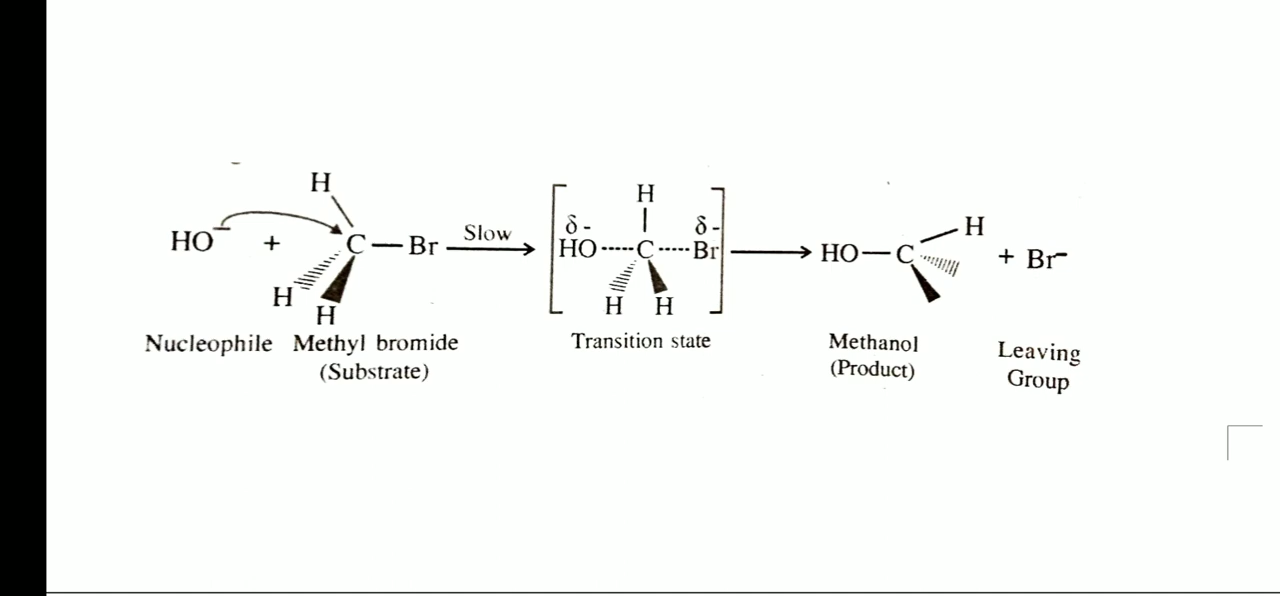 H
HO⁻ + C — Br Slow
H
H
Nucleophile Methyl bromide
(Substrate)
H
δ- δ-
HO-----C-----Br
H H
Transition state
HO—C H
Methanol
(Product)
+ Br⁻
Leaving
Group